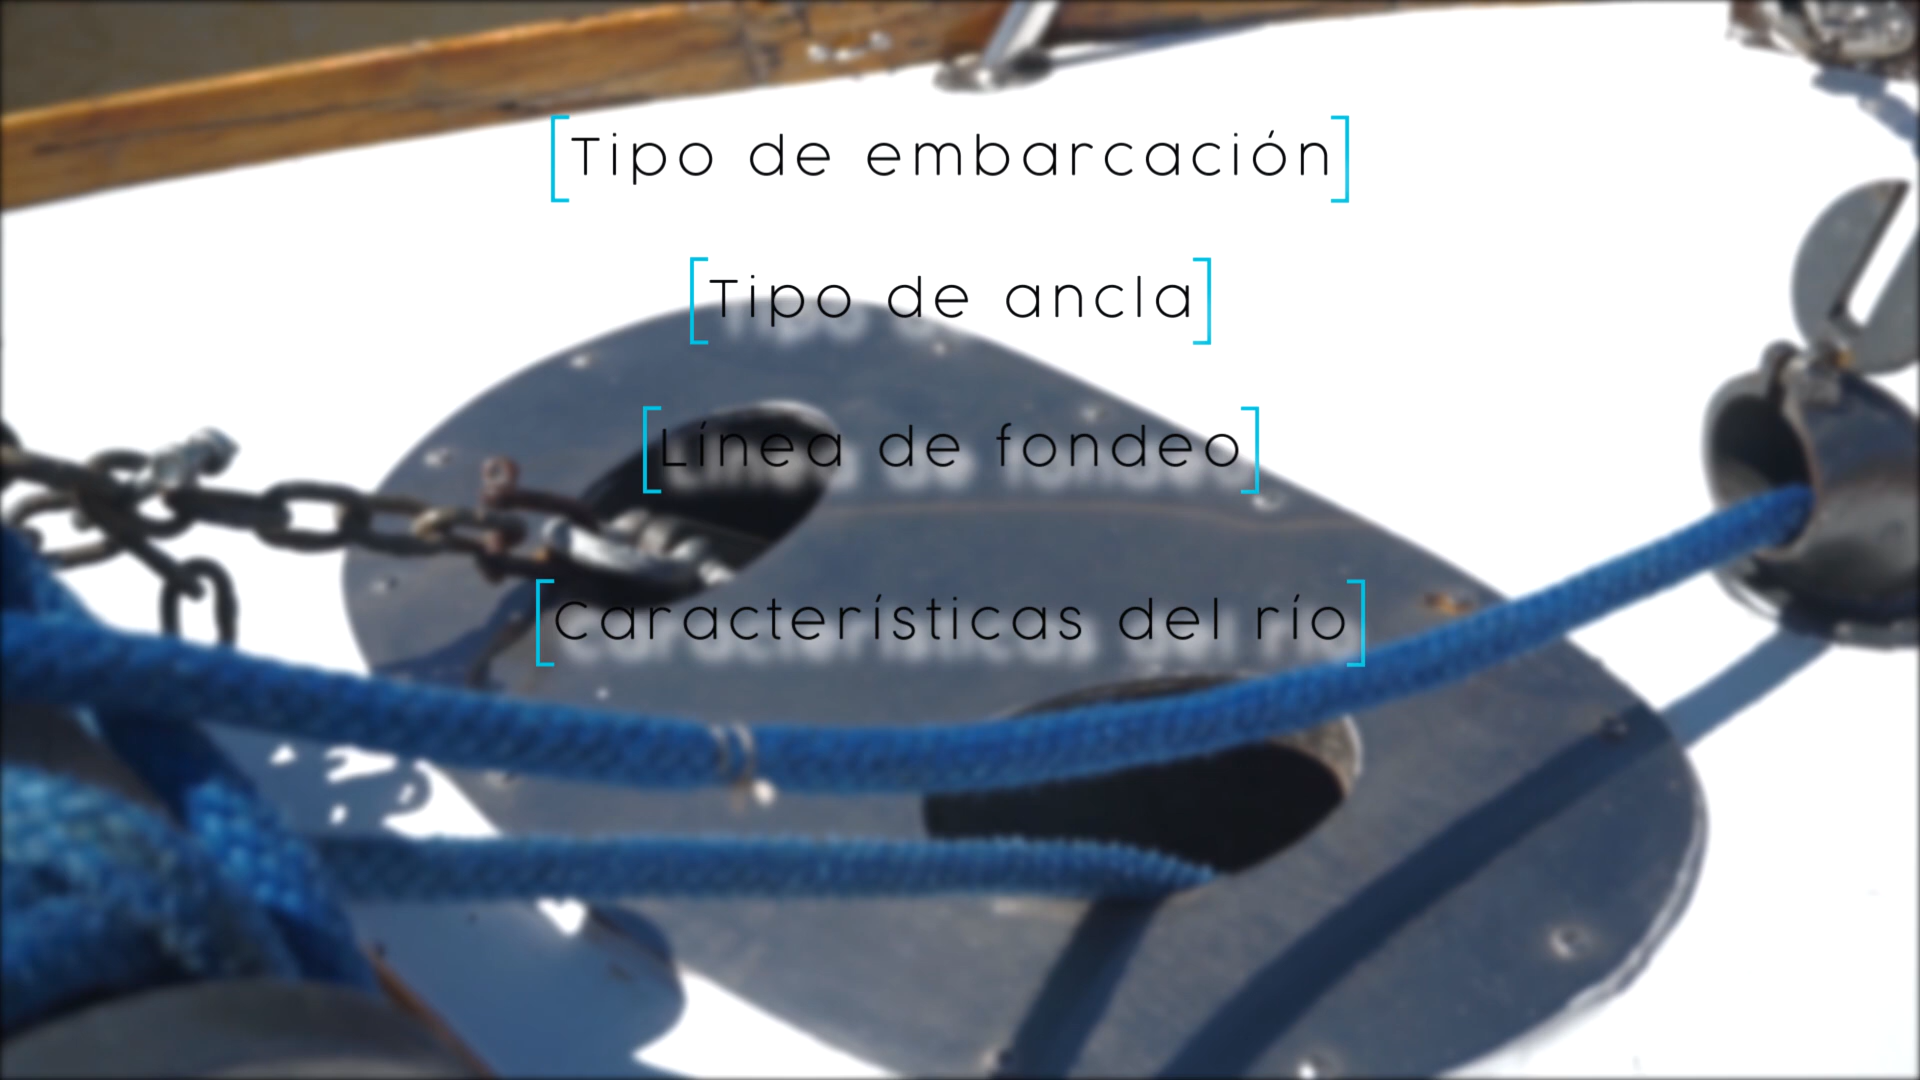 [Tipo de embarcación]
[Tipo de ancla]
[Línea de fondeo]
[Características del río]